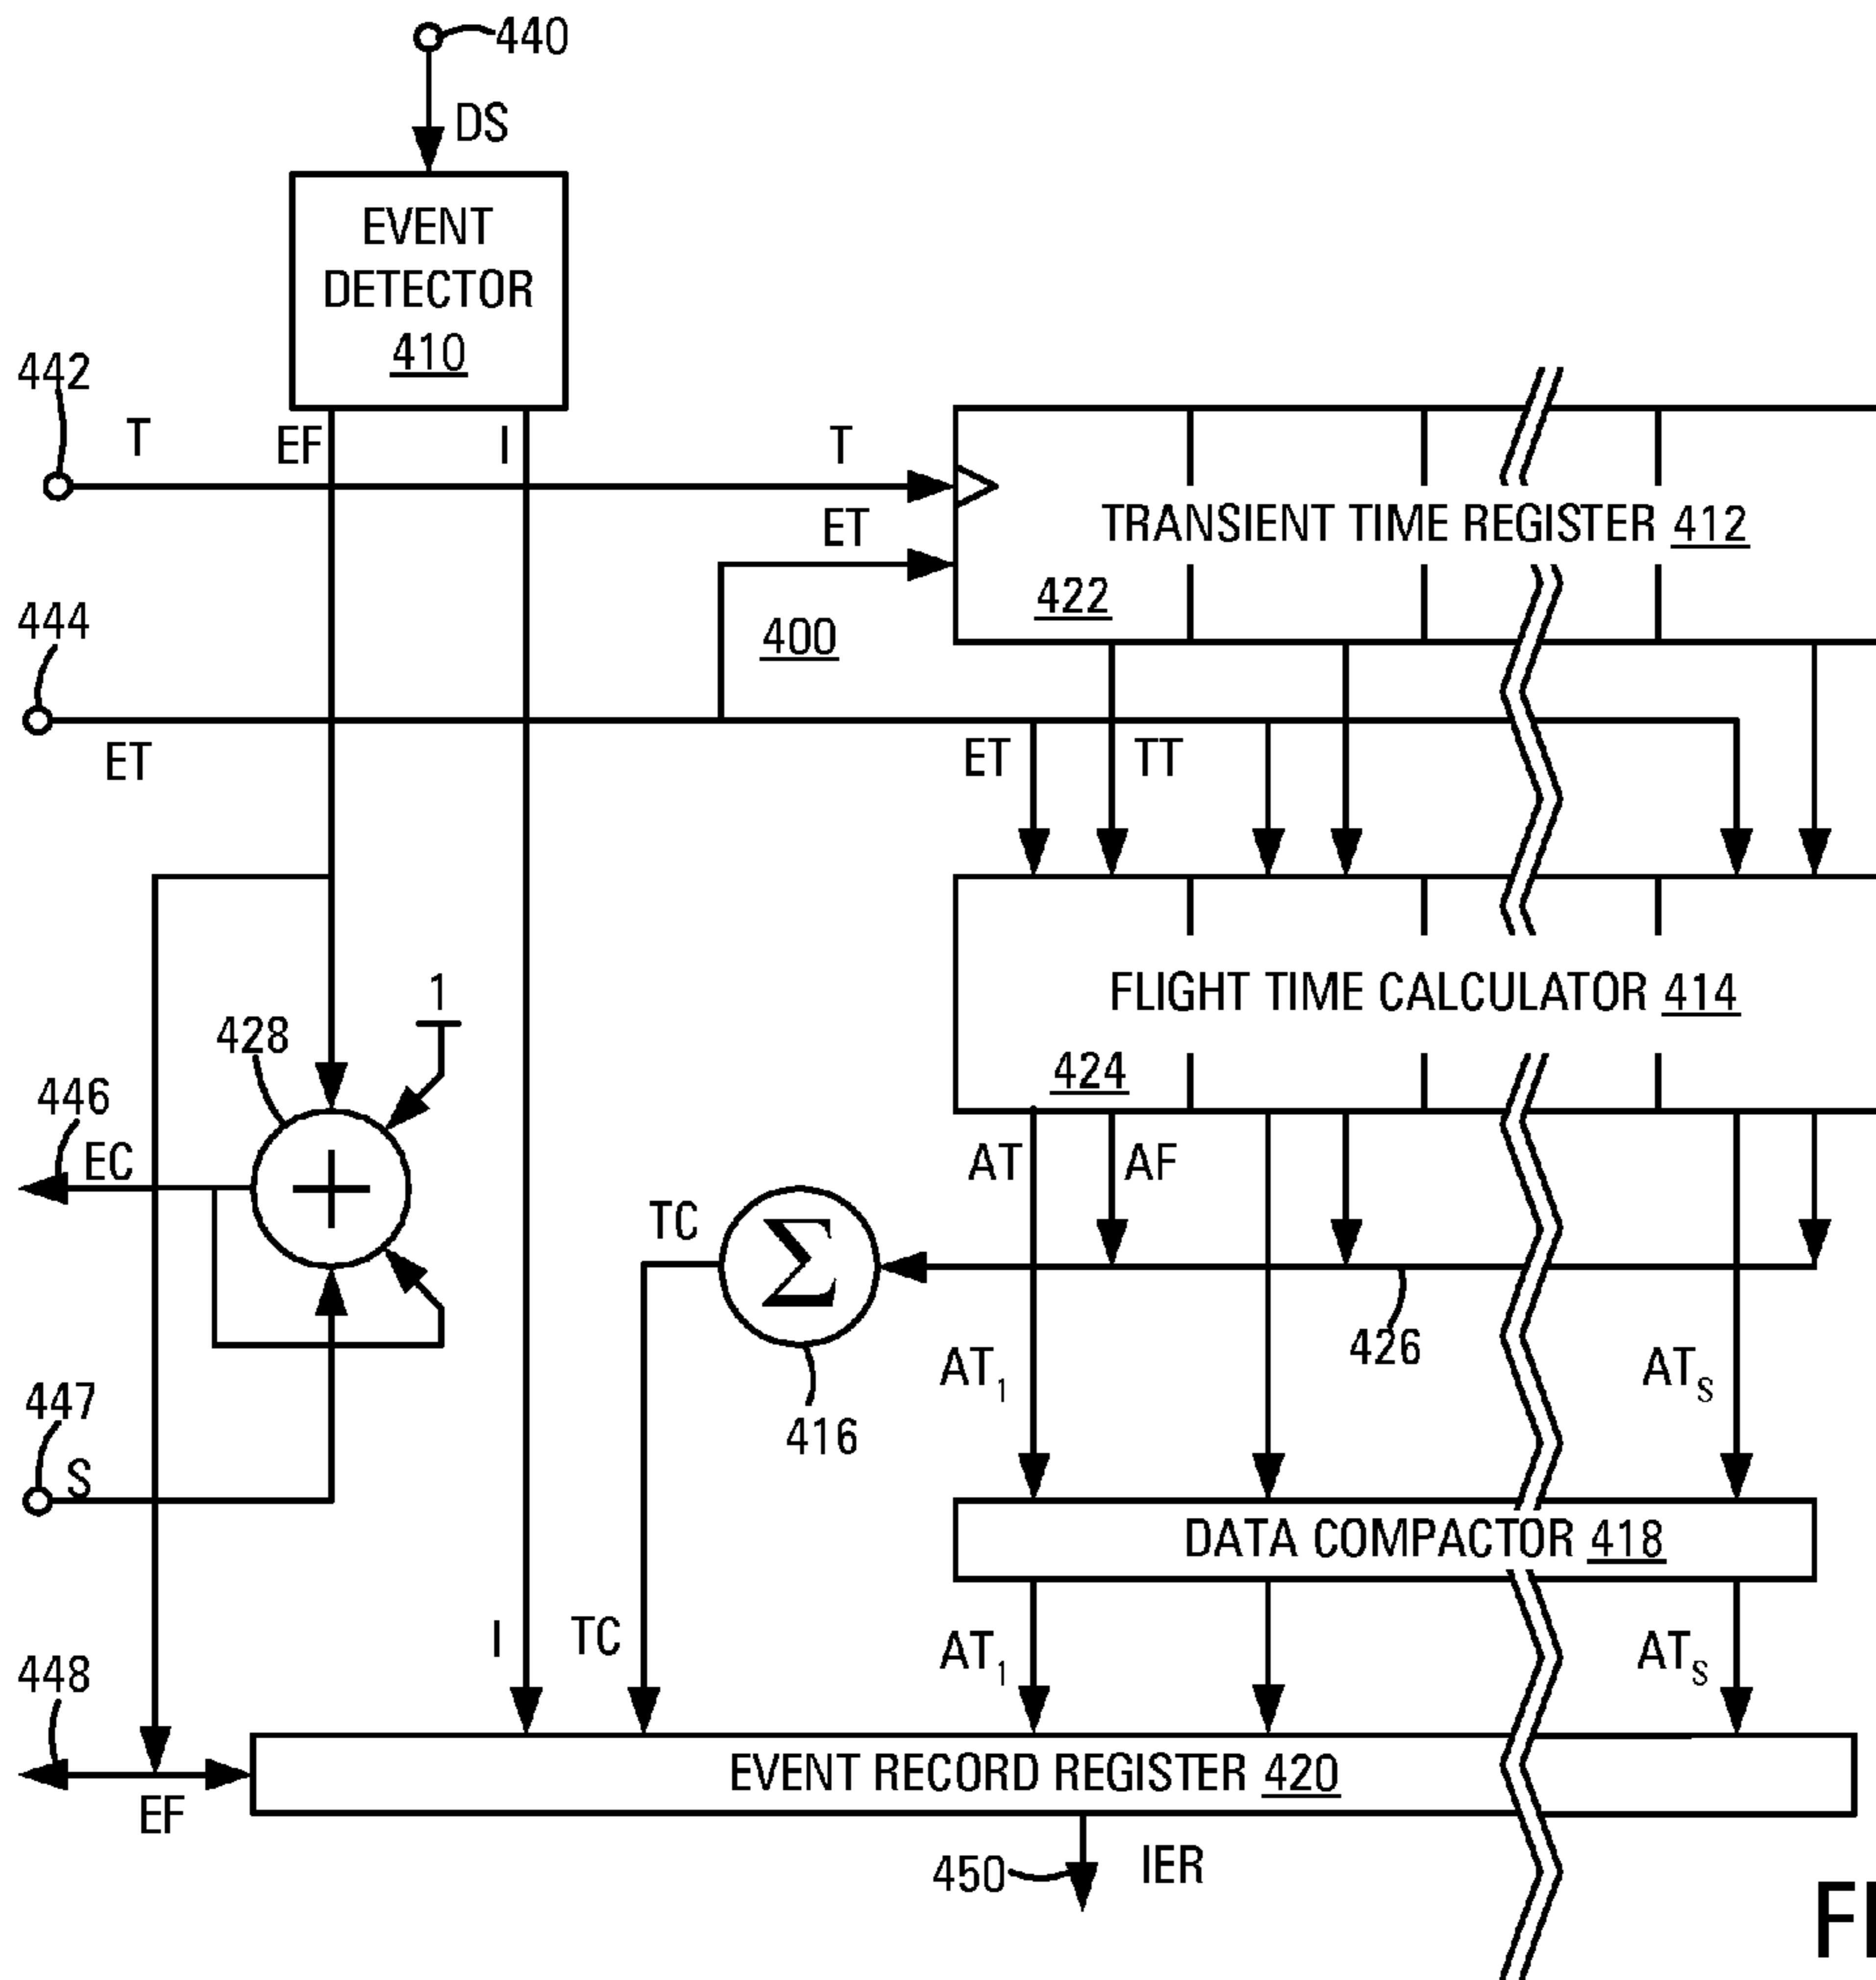 440
DS
EVENT
DETECTOR
410
442
T
EF
I
T
ET
TRANSIENT TIME REGISTER 412
422
444
400
ET
ET
TT
FLIGHT TIME CALCULATOR 414
424
1
428
446
EC
AT
AF
TC
Σ
426
416
AT₁
ATₛ
447
S
DATA COMPACTOR 418
I
TC
AT₁
ATₛ
448
EVENT RECORD REGISTER 420
EF
450
IER